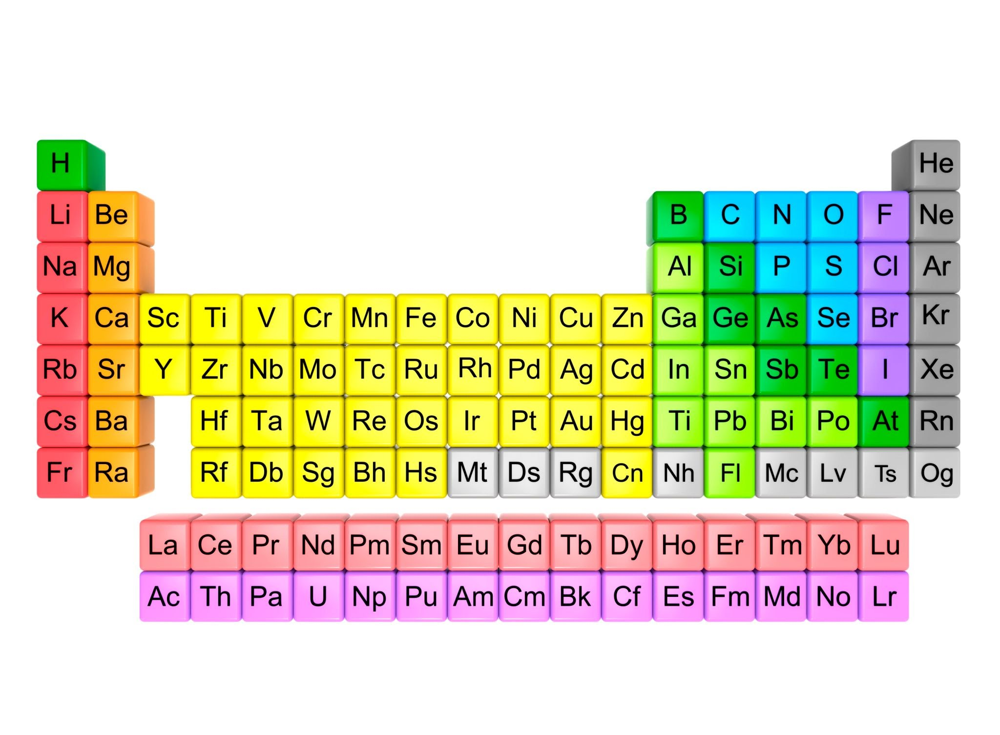 H He
Li Be B C N O F Ne
Na Mg Al Si P S Cl Ar
K Ca Sc Ti V Cr Mn Fe Co Ni Cu Zn Ga Ge As Se Br Kr
Rb Sr Y Zr Nb Mo Tc Ru Rh Pd Ag Cd In Sn Sb Te I Xe
Cs Ba Hf Ta W Re Os Ir Pt Au Hg Ti Pb Bi Po At Rn
Fr Ra Rf Db Sg Bh Hs Mt Ds Rg Cn Nh Fl Mc Lv Ts Og
La Ce Pr Nd Pm Sm Eu Gd Tb Dy Ho Er Tm Yb Lu
Ac Th Pa U Np Pu Am Cm Bk Cf Es Fm Md No Lr